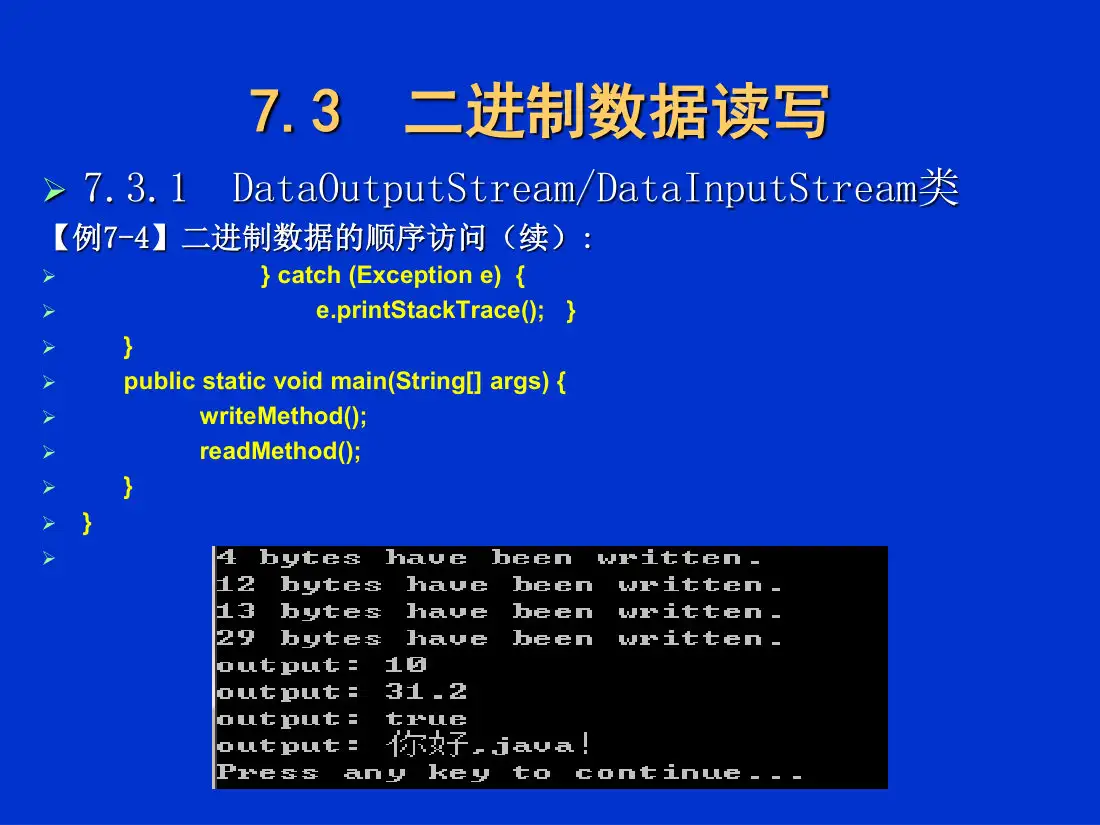 7.3 二进制数据读写
7.3.1 DataOutputStream/DataInputStream类
【例7-4】二进制数据的顺序访问（续）:
} catch (Exception e) {
e.printStackTrace(); }
}
public static void main(String[] args) {
writeMethod();
readMethod();
}
}
4 bytes have been written.
12 bytes have been written.
13 bytes have been written.
29 bytes have been written.
output: 10
output: 31.2
output: true
output: 你好,java!
Press any key to continue...